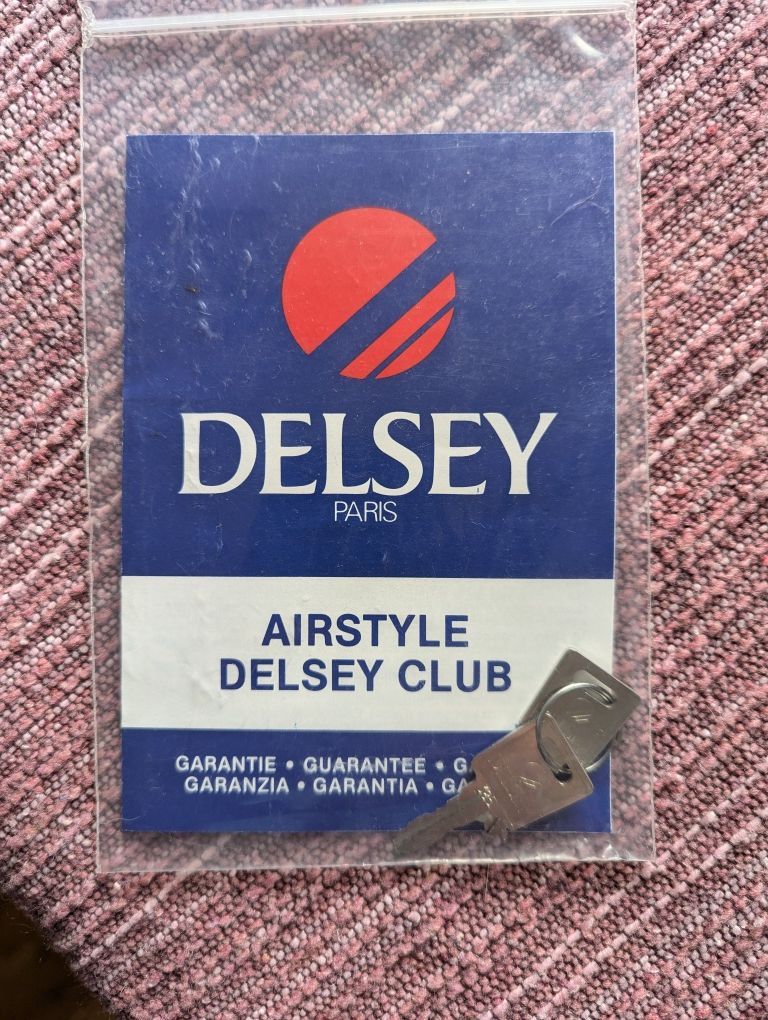 DELSEY
PARIS
AIRSTYLE
DELSEY CLUB
GARANTIE • GUARANTEE •
GARANZIA • GARANTIA •